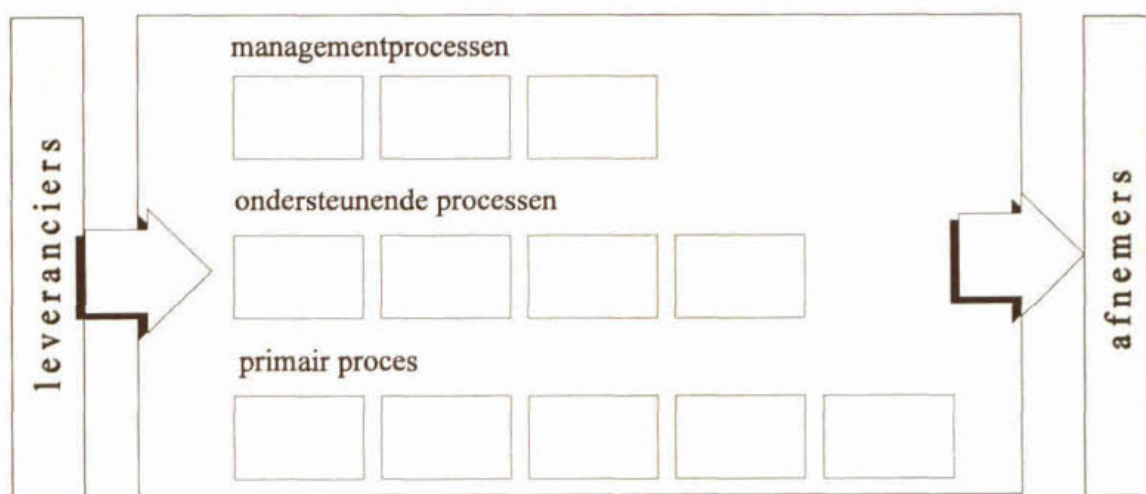 leveranciers
managementprocessen
ondersteunende processen
primair proces
afnemers